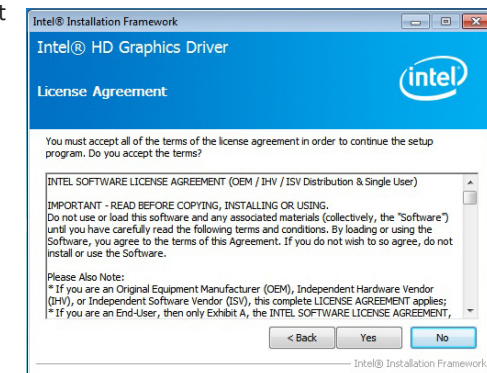 t
Intel® Installation Framework
Intel® HD Graphics Driver
License Agreement
intel
You must accept all of the terms of the license agreement in order to continue the setup
program. Do you accept the terms?
INTEL SOFTWARE LICENSE AGREEMENT (OEM / IHV / ISV Distribution & Single User)
IMPORTANT - READ BEFORE COPYING, INSTALLING OR USING.
Do not use or load this software and any associated materials (collectively, the "Software")
until you have carefully read the following terms and conditions. By loading or using the
Software, you agree to the terms of this Agreement. If you do not wish to so agree, do not
install or use the Software.
Please Also Note:
* If you are an Original Equipment Manufacturer (OEM), Independent Hardware Vendor
(IHV), or Independent Software Vendor (ISV), this complete LICENSE AGREEMENT applies;
* If you are an End-User, then only Exhibit A, the INTEL SOFTWARE LICENSE AGREEMENT,
< Back Yes No
Intel® Installation Framework